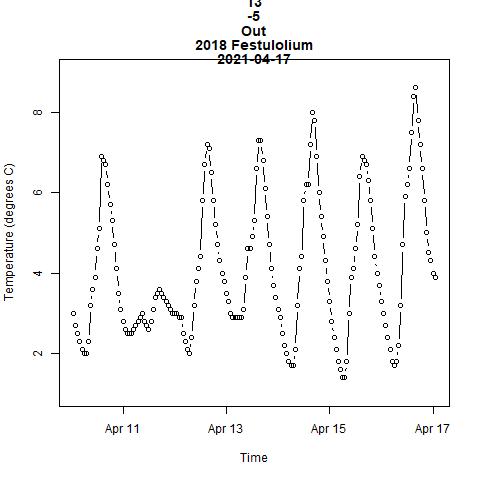 13
-5
Out
2018 Festulolium
2021-04-17
Temperature (degrees C)
8
6
4
2
Apr 11
Apr 13
Apr 15
Apr 17
Time